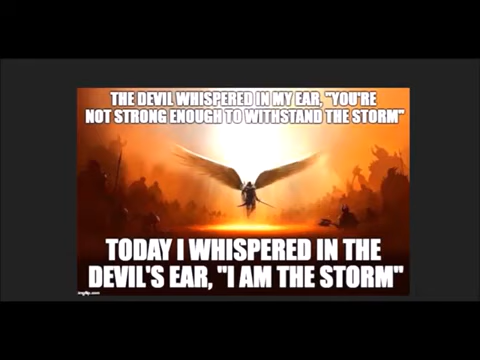 THE DEVIL WHISPERED IN MY EAR, "YOU'RE
NOT STRONG ENOUGH TO WITHSTAND THE STORM"
TODAY I WHISPERED IN THE
DEVIL'S EAR, "I AM THE STORM"
imgflip.com